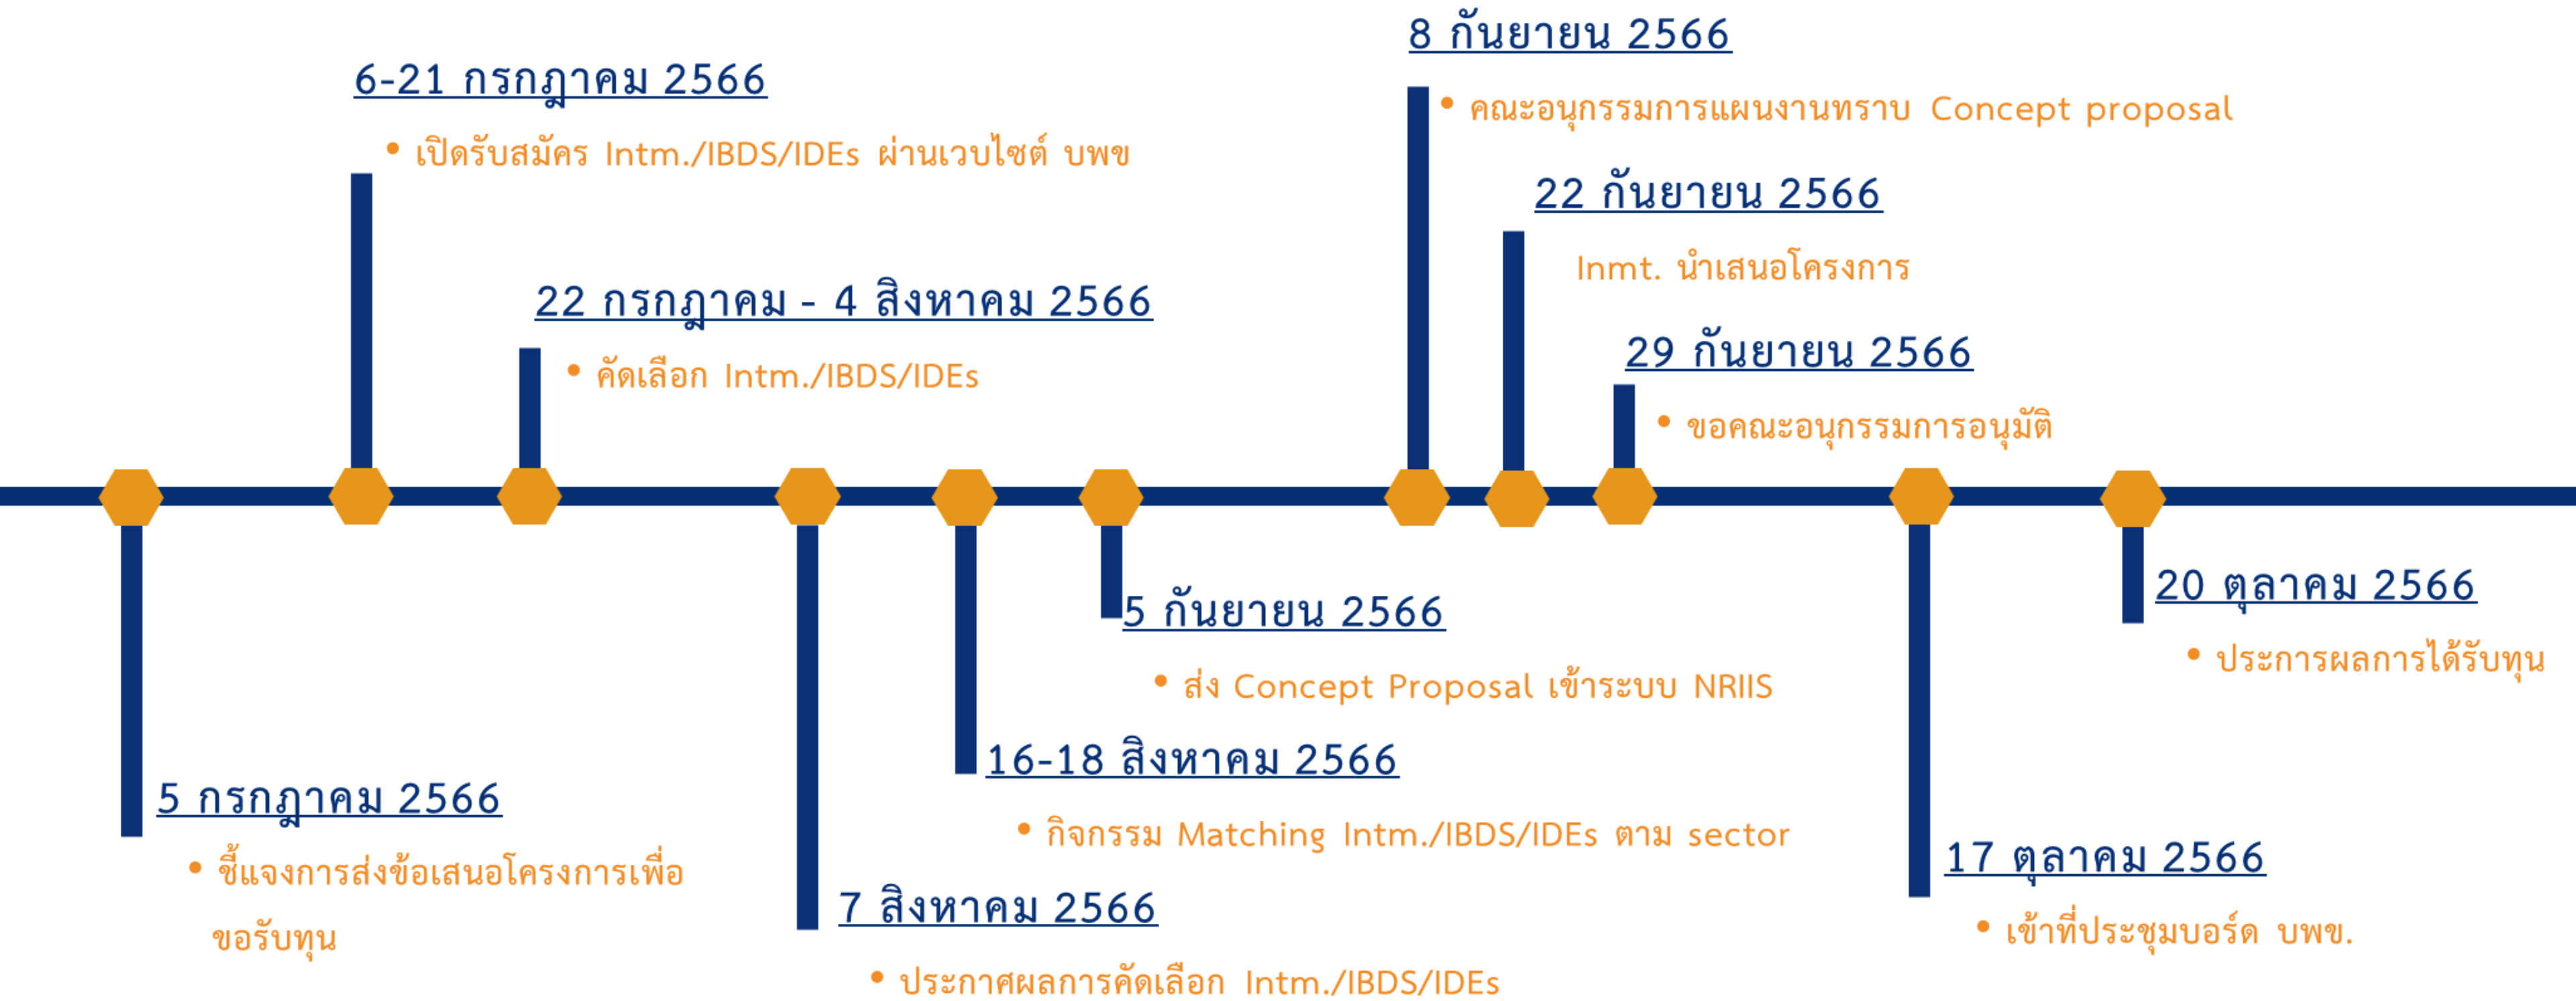 8 กันยายน 2566
• คณะอนุกรรมการแผนงานทราบ Concept proposal
6-21 กรกฎาคม 2566
• เปิดรับสมัคร Intm./IBDS/IDEs ผ่านเวบไซต์ บพข
22 กันยายน 2566
Inmt. นำเสนอโครงการ
22 กรกฎาคม - 4 สิงหาคม 2566
• คัดเลือก Intm./IBDS/IDEs
29 กันยายน 2566
• ขอคณะอนุกรรมการอนุมัติ
5 กรกฎาคม 2566
• ชี้แจงการส่งข้อเสนอโครงการเพื่อ
ขอรับทุน
7 สิงหาคม 2566
• ประกาศผลการคัดเลือก Intm./IBDS/IDEs
16-18 สิงหาคม 2566
• กิจกรรม Matching Intm./IBDS/IDEs ตาม sector
5 กันยายน 2566
• ส่ง Concept Proposal เข้าระบบ NRIIS
17 ตุลาคม 2566
• เข้าที่ประชุมบอร์ด บพข.
20 ตุลาคม 2566
• ประการผลการได้รับทุน